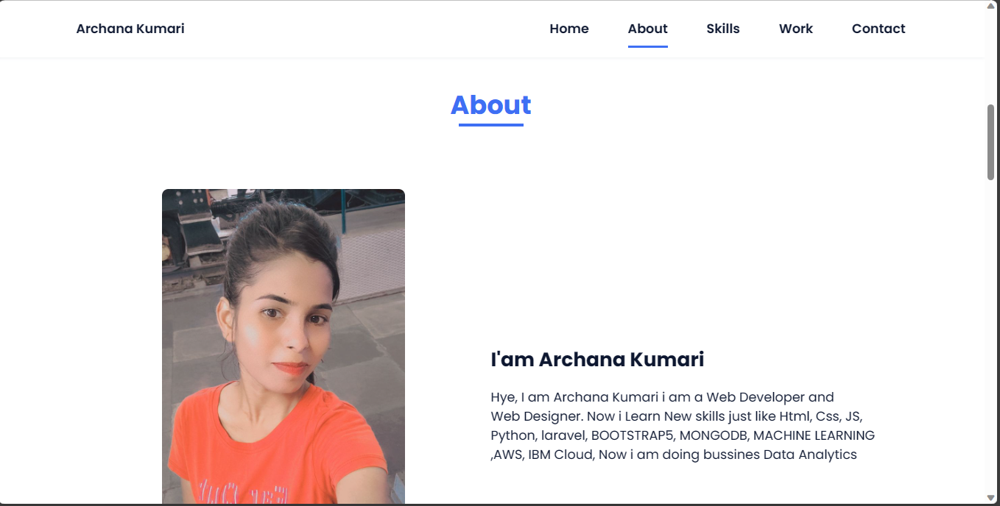 Archana Kumari
Home About Skills Work Contact
About
I'am Archana Kumari
Hye, I am Archana Kumari i am a Web Developer and
Web Designer. Now i Learn New skills just like Html, Css, JS,
Python, laravel, BOOTSTRAP5, MONGODB, MACHINE LEARNING
,AWS, IBM Cloud, Now i am doing bussines Data Analytics